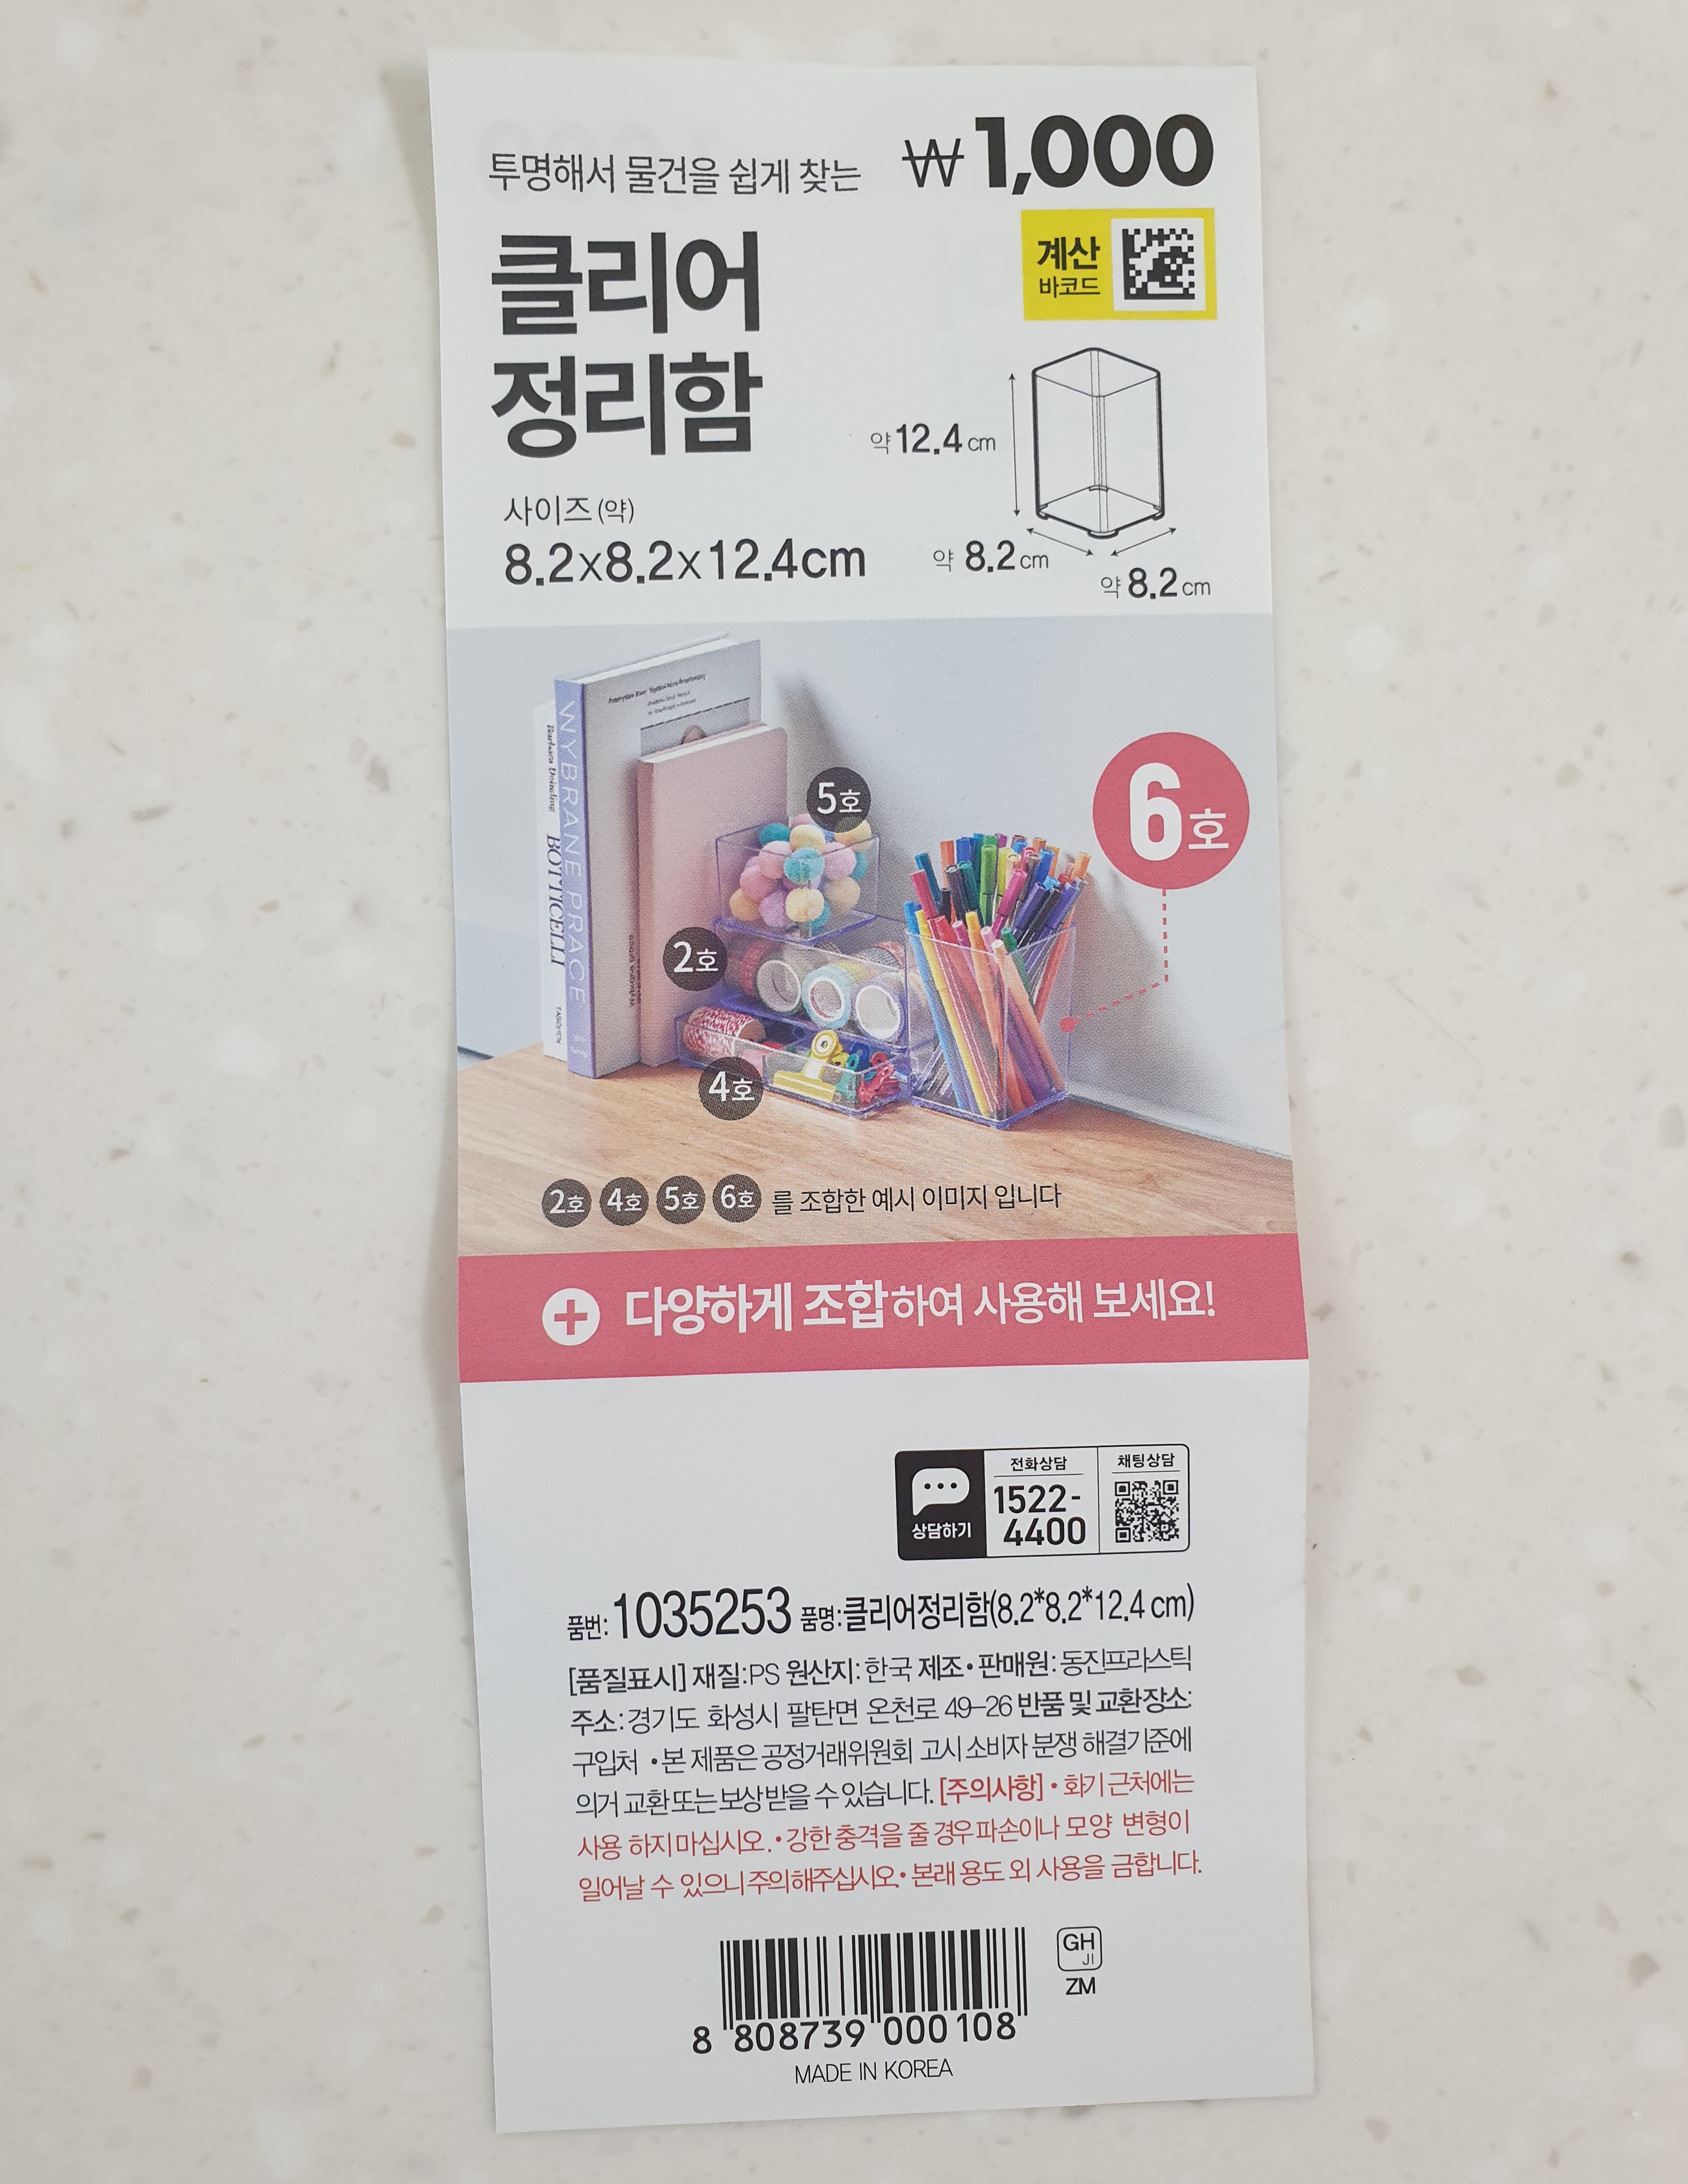 투명해서 물건을 쉽게 찾는
₩1,000
클리어
정리함
계산
바코드
사이즈 (약)
8.2x8.2x12.4cm
약 12.4 cm
약 8.2 cm
약 8.2 cm
WYBRANE PRACE
BOTTICELLI
TASCHEN
5호
6호
2호
4호
2호 4호 5호 6호 를 조합한 예시 이미지 입니다
다양하게 조합하여 사용해 보세요!
상담하기
전화상담
1522-
4400
채팅상담
품번: 1035253 품명: 클리어정리함(8.2*8.2*12.4 cm)
[품질표시] 재질: PS 원산지: 한국 제조•판매원: 동진프라스틱
주소: 경기도 화성시 팔탄면 온천로 49-26 반품 및 교환장소:
구입처 •본 제품은 공정거래위원회 고시 소비자 분쟁 해결기준에
의거 교환 또는 보상 받을 수 있습니다. [주의사항] • 화기 근처에는
사용 하지 마십시오. • 강한 충격을 줄 경우 파손이나 모양 변형이
일어날 수 있으니 주의해주십시오.• 본래 용도 외 사용을 금합니다.
8 808739 000108
GH
JI
ZM
MADE IN KOREA